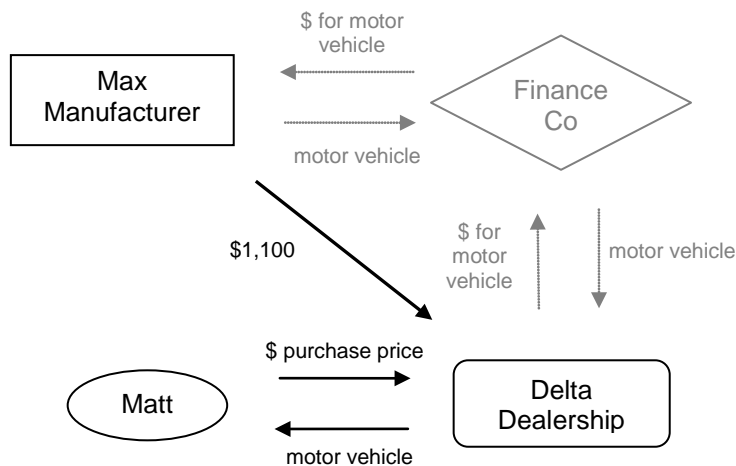 $ for motor
vehicle
Max
Manufacturer
Finance
Co
motor vehicle
$1,100
$ for
motor
vehicle
motor vehicle
$ purchase price
Matt
Delta
Dealership
motor vehicle